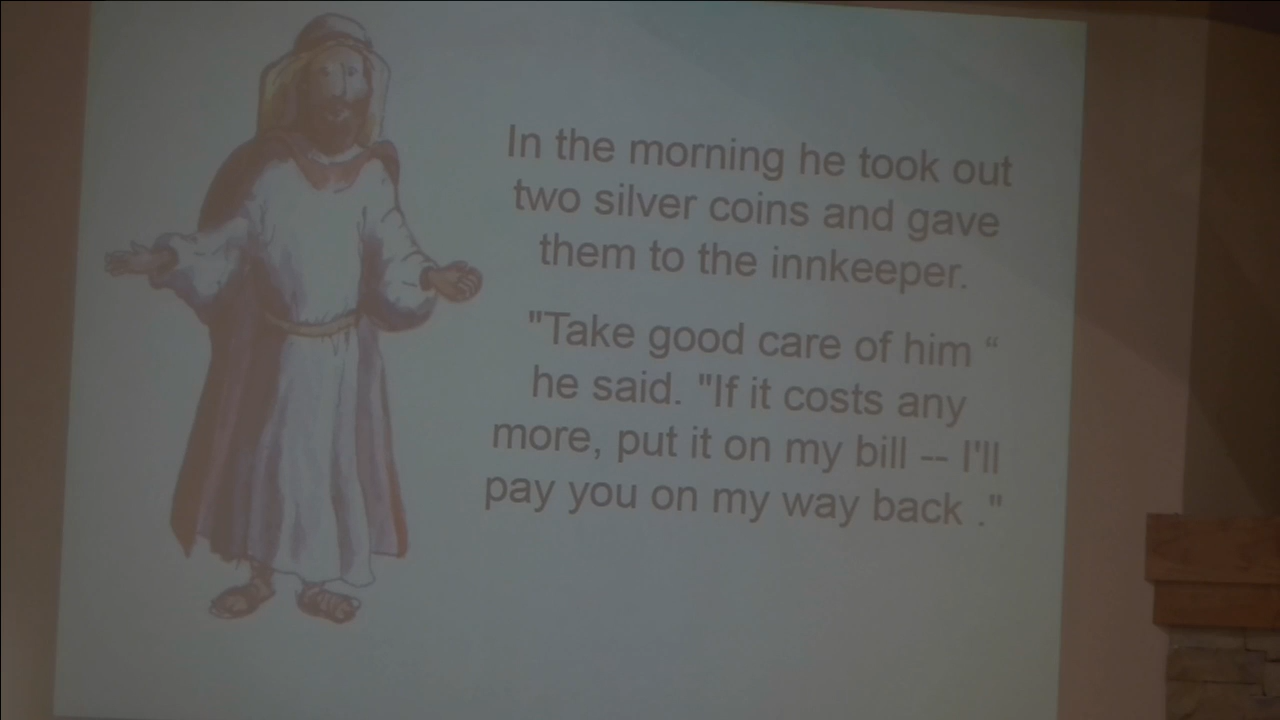 In the morning he took out
two silver coins and gave
them to the innkeeper.
"Take good care of him “
he said. "If it costs any
more, put it on my bill -- I'll
pay you on my way back ."